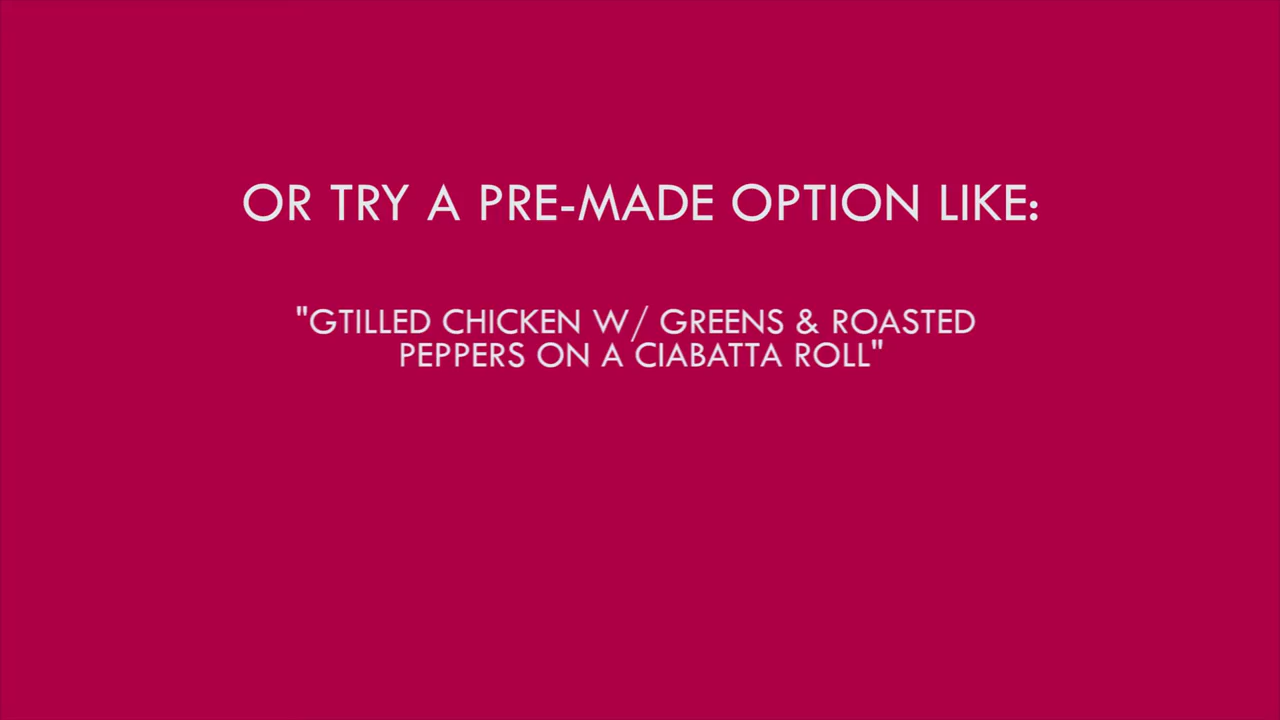 OR TRY A PRE-MADE OPTION LIKE:
"GTILLED CHICKEN W/ GREENS & ROASTED
PEPPERS ON A CIABATTA ROLL"